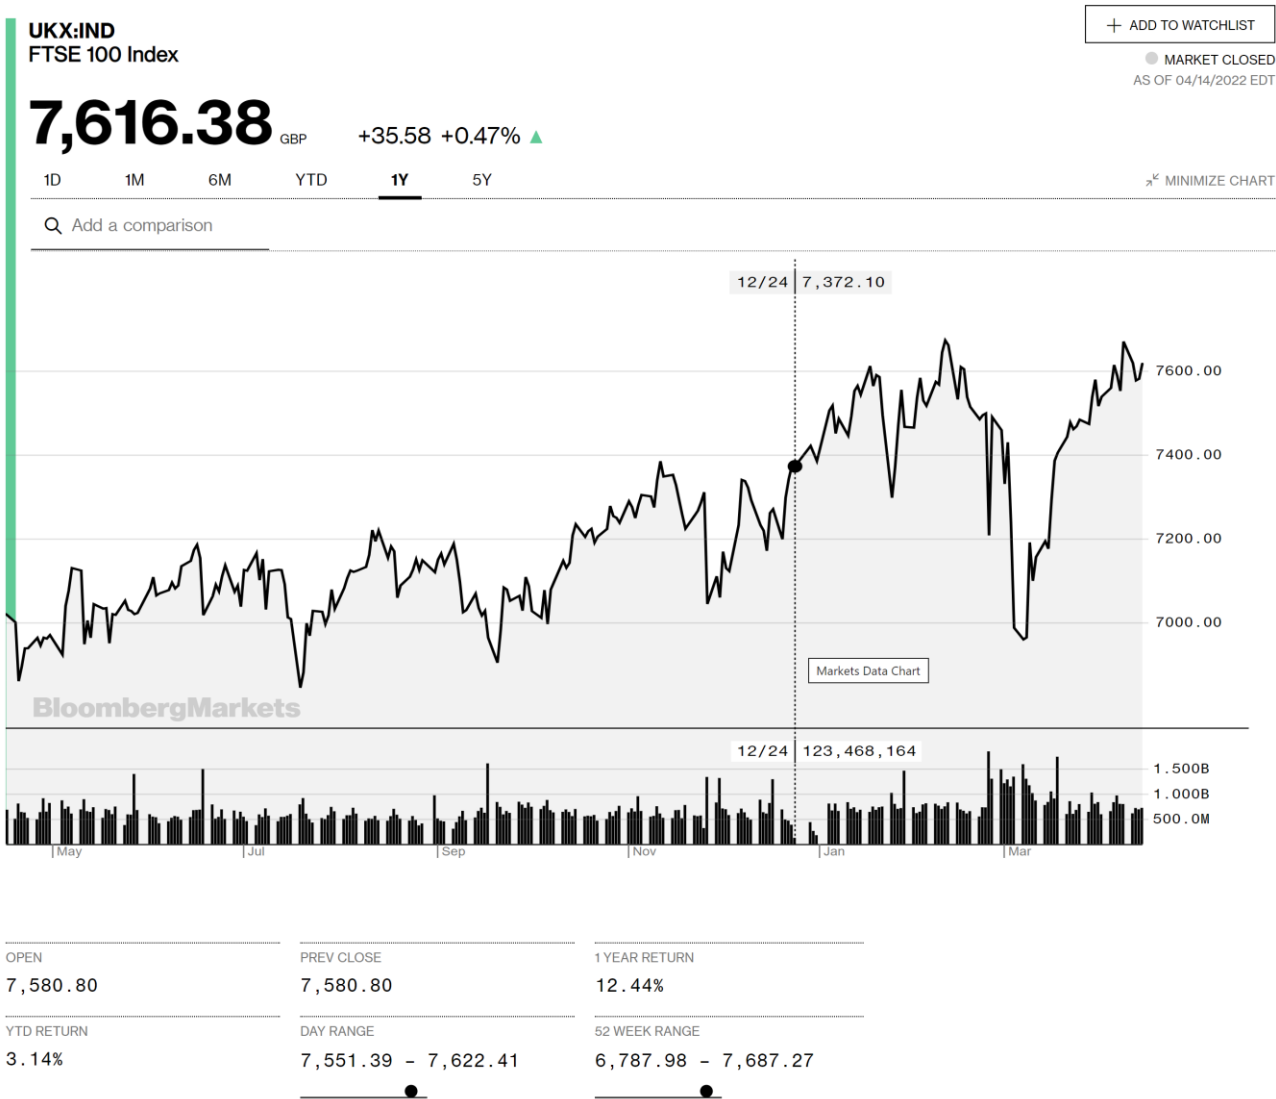 UKX:IND
FTSE 100 Index
ADD TO WATCHLIST
MARKET CLOSED
AS OF 04/14/2022 EDT
7,616.38 GBP +35.58 +0.47%
1D 1M 6M YTD 1Y 5Y
MINIMIZE CHART
Add a comparison
12/24 7,372.10
7600.00
7400.00
7200.00
7000.00
Markets Data Chart
BloombergMarkets
12/24 123,468,164
1.500B
1.000B
500.0M
May Jul Sep Nov Jan Mar
OPEN PREV CLOSE 1 YEAR RETURN
7,580.80 7,580.80 12.44%
YTD RETURN DAY RANGE 52 WEEK RANGE
3.14% 7,551.39 – 7,622.41 6,787.98 – 7,687.27